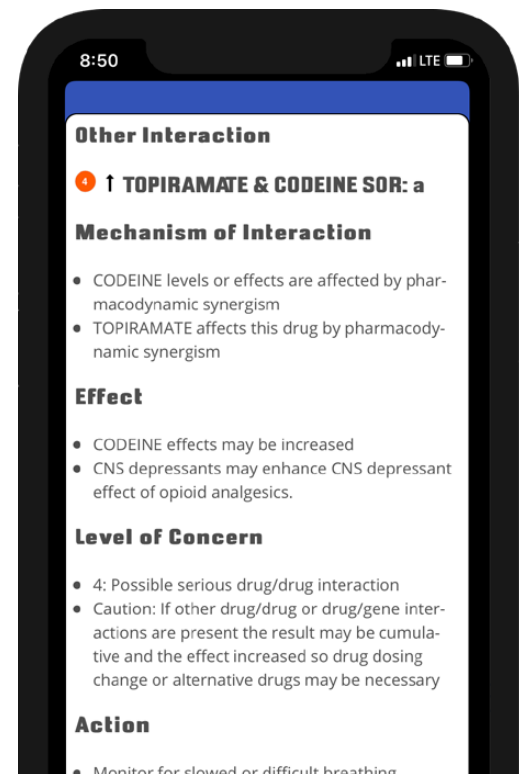 8:50
LTE
Other Interaction
4 ↑ TOPIRAMATE & CODEINE SOR: a
Mechanism of Interaction
• CODEINE levels or effects are affected by phar-
macodynamic synergism
• TOPIRAMATE affects this drug by pharmacody-
namic synergism
Effect
• CODEINE effects may be increased
• CNS depressants may enhance CNS depressant
effect of opioid analgesics.
Level of Concern
• 4: Possible serious drug/drug interaction
• Caution: If other drug/drug or drug/gene inter-
actions are present the result may be cumula-
tive and the effect increased so drug dosing
change or alternative drugs may be necessary
Action
• Monitor for slowed or difficult breathing